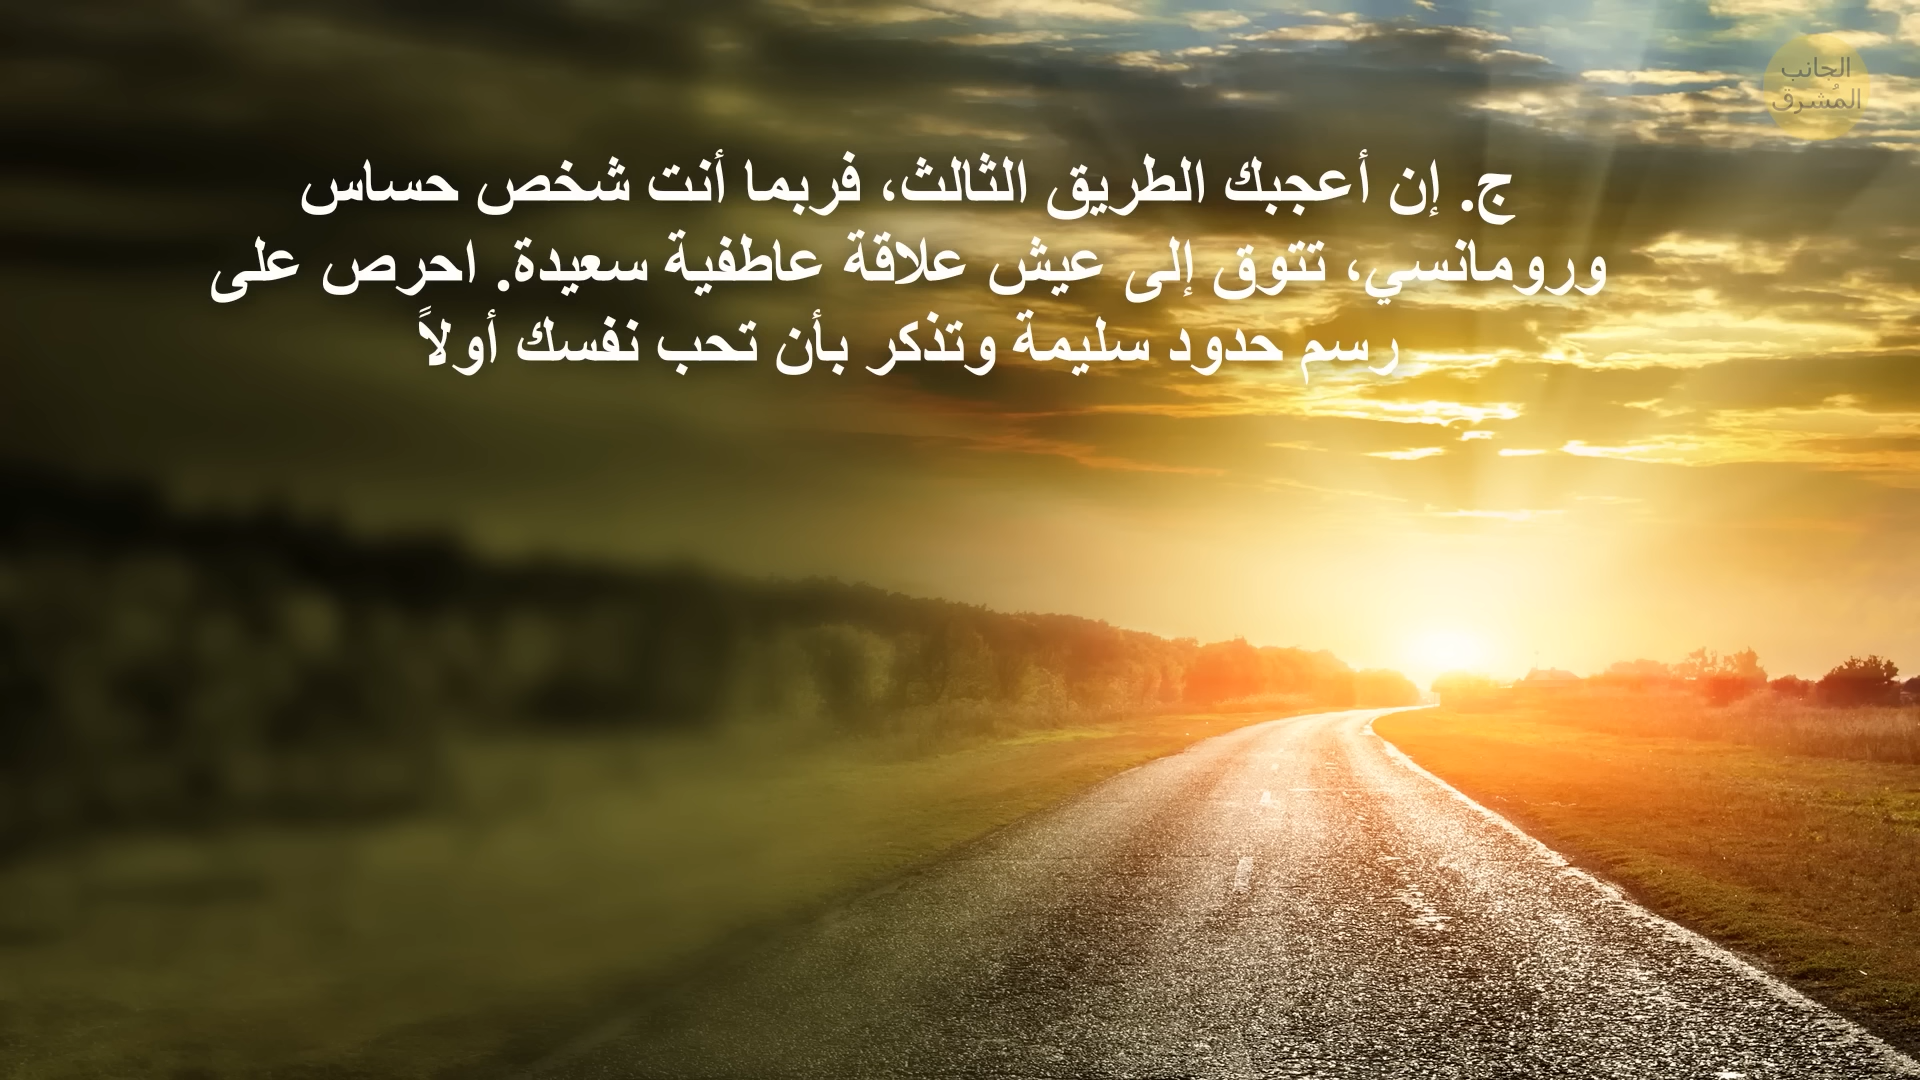 الجانب
المُشرق
ج. إن أعجبك الطريق الثالث، فربما أنت شخص حساس
ورومانسي، تتوق إلى عيش علاقة عاطفية سعيدة. احرص على
رسم حدود سليمة وتذكر بأن تحب نفسك أولاً